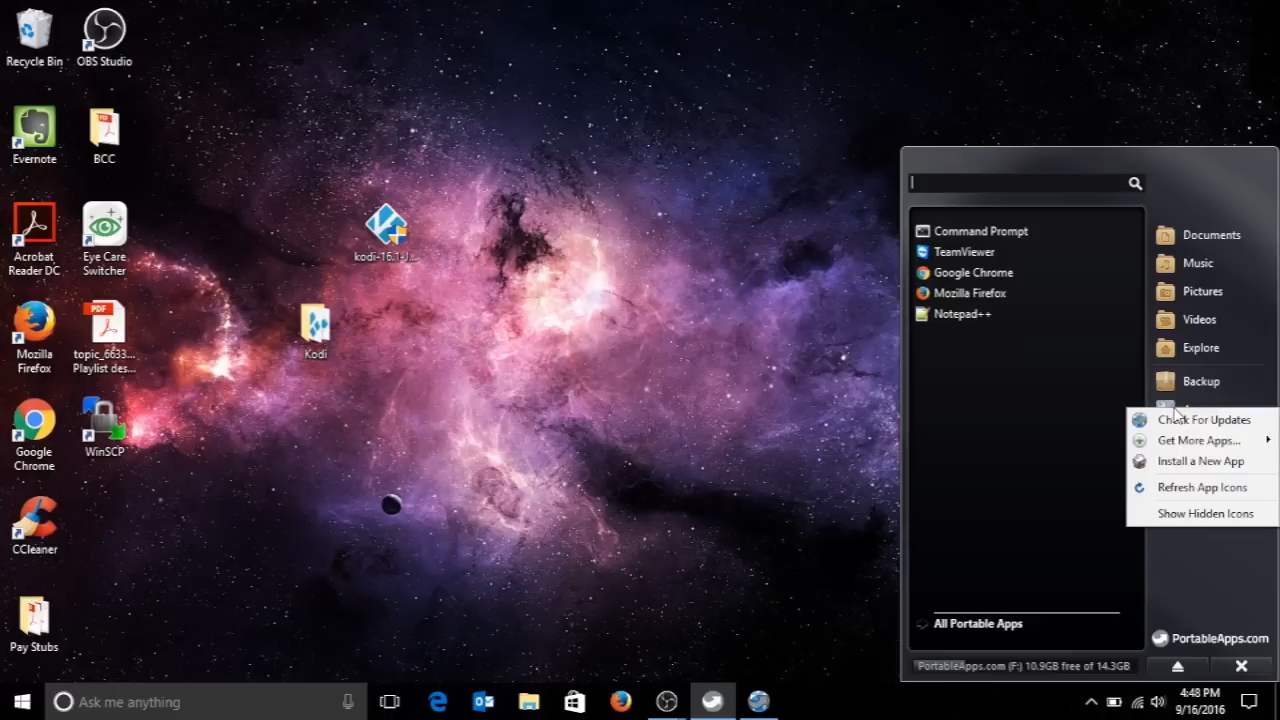 Recycle Bin
OBS Studio
Evernote
BCC
Acrobat
Reader DC
Eye Care
Switcher
Mozilla
Firefox
PDF
topic_6633...
Playlist des...
Google
Chrome
WinSCP
CCleaner
Pay Stubs
kodi-16.1-J...
Kodi
Command Prompt
TeamViewer
Google Chrome
Mozilla Firefox
Notepad++
All Portable Apps
PortableApps.com (F:) 10.9GB free of 14.3GB
Documents
Music
Pictures
Videos
Explore
Backup
Check For Updates
Get More Apps...
Install a New App
Refresh App Icons
Show Hidden Icons
PortableApps.com
Ask me anything
4:48 PM
9/16/2016